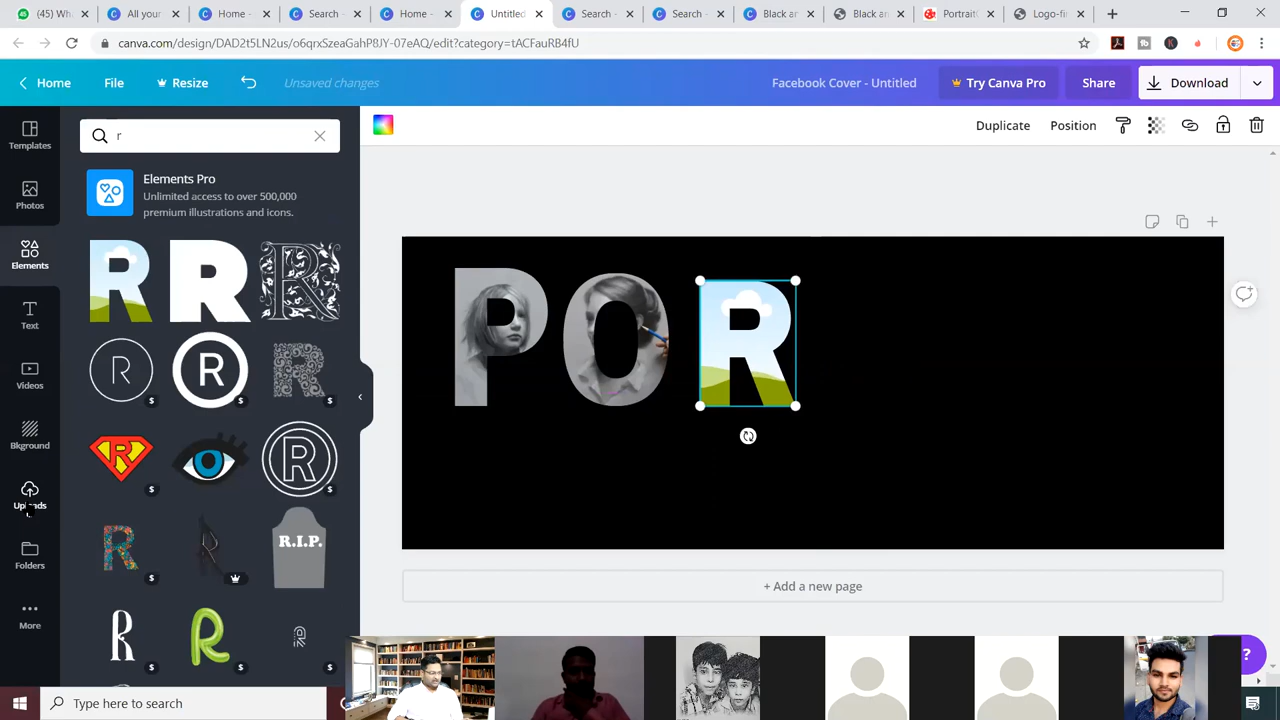 45 Wh
All your
Home -
Search -
Home -
Untitled
Search -
Search -
Black ar
Black ar
Portrait
Logo-fi
canva.com/design/DAD2t5LN2us/o6qrxSzeaGahP8JY-07eAQ/edit?category=tACFauRB4fU
Home
File
Resize
Unsaved changes
Facebook Cover - Untitled
Try Canva Pro
Share
Download
Templates
Photos
Elements
Text
Videos
Bkground
Uploads
Folders
More
r
Elements Pro
Unlimited access to over 500,000
premium illustrations and icons.
R R R
R R R
$ $
R
$ $ $
R R.I.P.
$
R R
$ $ $
Duplicate
Position
P O R
+ Add a new page
?
Type here to search